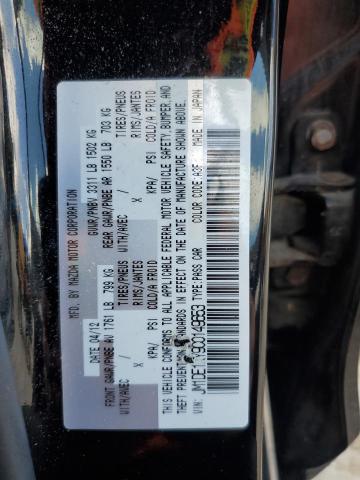 MFD. BY MAZDA MOTOR CORPORATION
DATE 04/12 GVWR/PNBV 3311 LB 1502 KG
FRONT GAWR/PNBE AV 1761 LB 799 KG REAR GAWR/PNBE AR 1550 LB 703 KG
WITH/AVEC TIRES/PNEUS WITH/AVEC TIRES/PNEUS
X RIMS/JANTES X RIMS/JANTES
KPA/ PSI COLD/A FROID KPA/ PSI COLD/A FROID
THIS VEHICLE CONFORMS TO ALL APPLICABLE FEDERAL MOTOR VEHICLE SAFETY, BUMPER, AND
THEFT PREVENTION STANDARDS IN EFFECT ON THE DATE OF MANUFACTURE SHOWN ABOVE.
TYPE: PASS CAR COLOR CODE: A3F MADE IN JAPAN
VIN: